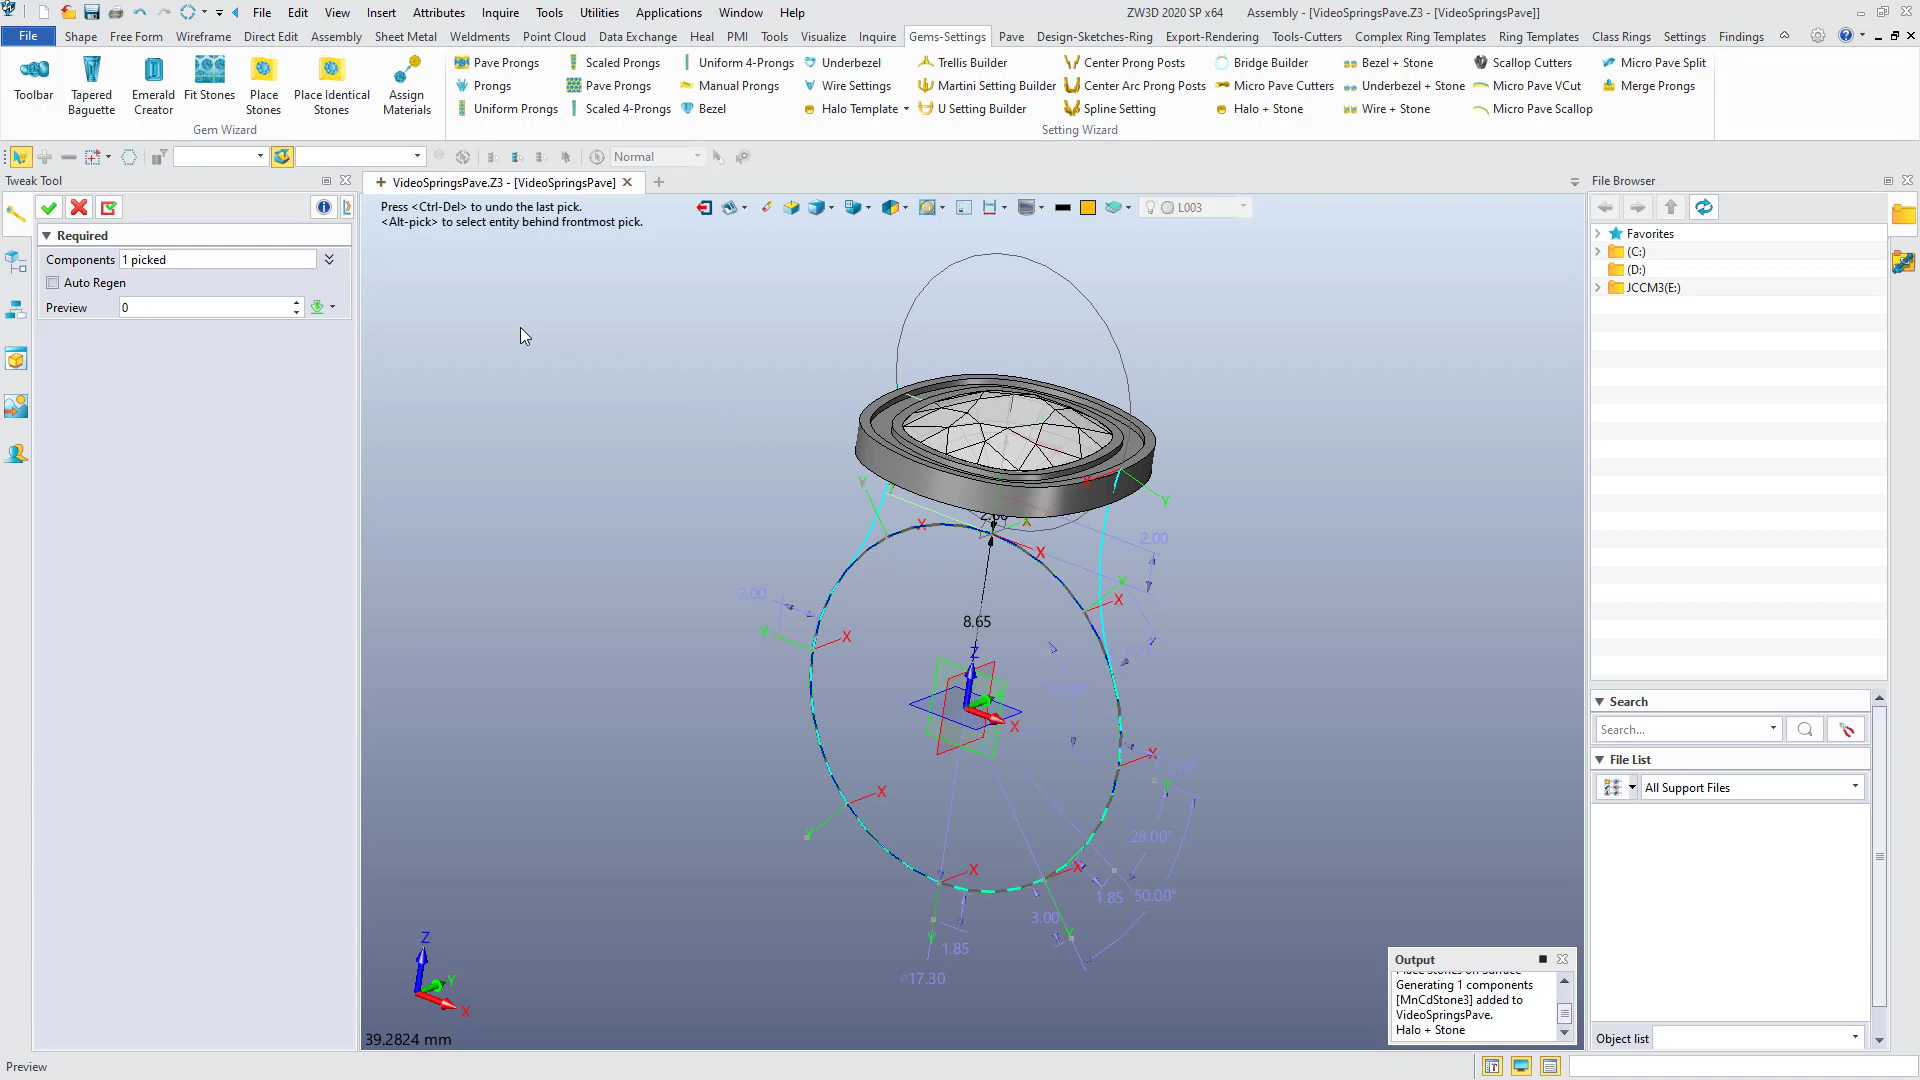 File Edit View Insert Attributes Inquire Tools Utilities Applications Window Help
ZW3D 2020 SP x64 Assembly - [VideoSpringsPave.Z3 - [VideoSpringsPave]]
File Shape Free Form Wireframe Direct Edit Assembly Sheet Metal Weldments Point Cloud Data Exchange Heal PMI Tools Visualize Inquire Gems-Settings Pave Design-Sketches-Ring Export-Rendering Tools-Cutters Complex Ring Templates Ring Templates Class Rings Settings Findings
Toolbar
Tapered Baguette
Emerald Creator
Fit Stones
Place Stones
Place Identical Stones
Assign Materials
Gem Wizard
Pave Prongs Scaled Prongs Uniform 4-Prongs Underbezel Trellis Builder Center Prong Posts Bridge Builder Bezel + Stone Scallop Cutters Micro Pave Split
Prongs Pave Prongs Manual Prongs Wire Settings Martini Setting Builder Center Arc Prong Posts Micro Pave Cutters Underbezel + Stone Micro Pave VCut Merge Prongs
Uniform Prongs Scaled 4-Prongs Bezel Halo Template U Setting Builder Spline Setting Halo + Stone Wire + Stone Micro Pave Scallop
Setting Wizard
Normal
Tweak Tool
VideoSpringsPave.Z3 - [VideoSpringsPave]
File Browser
Press <Ctrl-Del> to undo the last pick.
<Alt-pick> to select entity behind frontmost pick.
L003
Required
Components 1 picked
Auto Regen
Preview 0
Favorites
(C:)
(D:)
JCCM3(E:)
Search
Search...
File List
All Support Files
Object list
2.00
2.00
8.65
2.00
28.00°
50.00°
1.85
3.00
1.85
⌀17.30
X
Y
Z
39.2824 mm
Output
Generating 1 components
[MnCdStone3] added to
VideoSpringsPave.
Halo + Stone
Preview